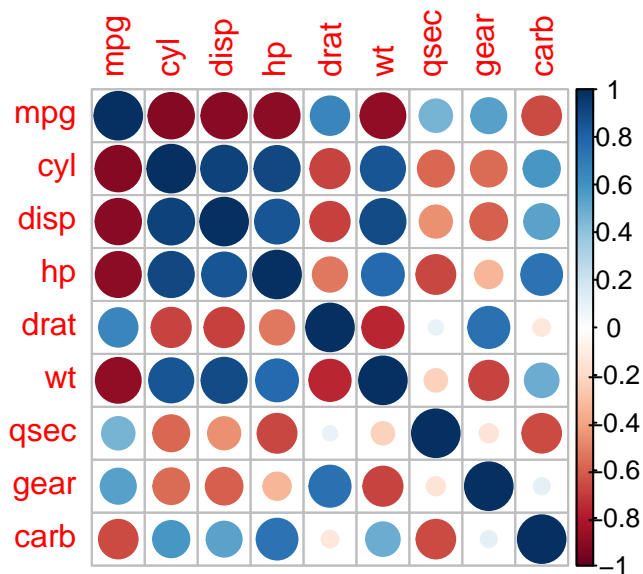 mpg cyl disp hp drat wt qsec gear carb
mpg
cyl
disp
hp
drat
wt
qsec
gear
carb
1
0.8
0.6
0.4
0.2
0
-0.2
-0.4
-0.6
-0.8
-1